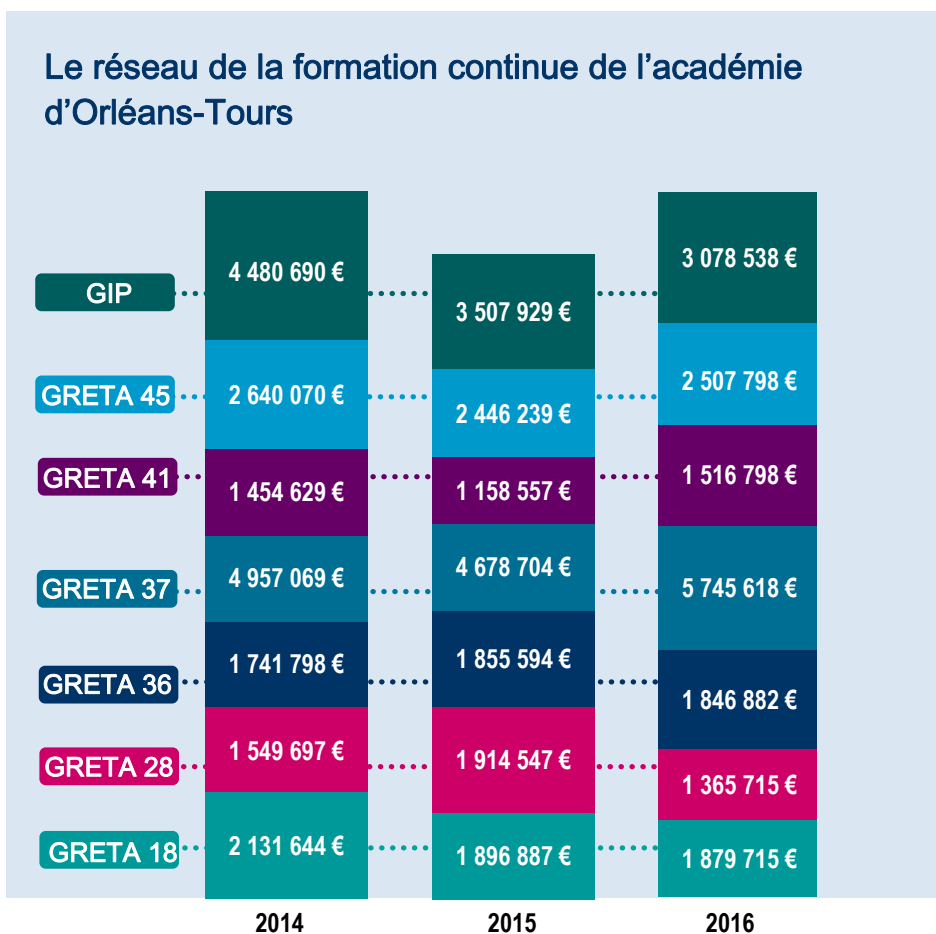 Le réseau de la formation continue de l’académie
d’Orléans-Tours
GIP
4 480 690 €
3 507 929 €
3 078 538 €
GRETA 45
2 640 070 €
2 446 239 €
2 507 798 €
GRETA 41
1 454 629 €
1 158 557 €
1 516 798 €
GRETA 37
4 957 069 €
4 678 704 €
5 745 618 €
GRETA 36
1 741 798 €
1 855 594 €
1 846 882 €
GRETA 28
1 549 697 €
1 914 547 €
1 365 715 €
GRETA 18
2 131 644 €
1 896 887 €
1 879 715 €
2014
2015
2016